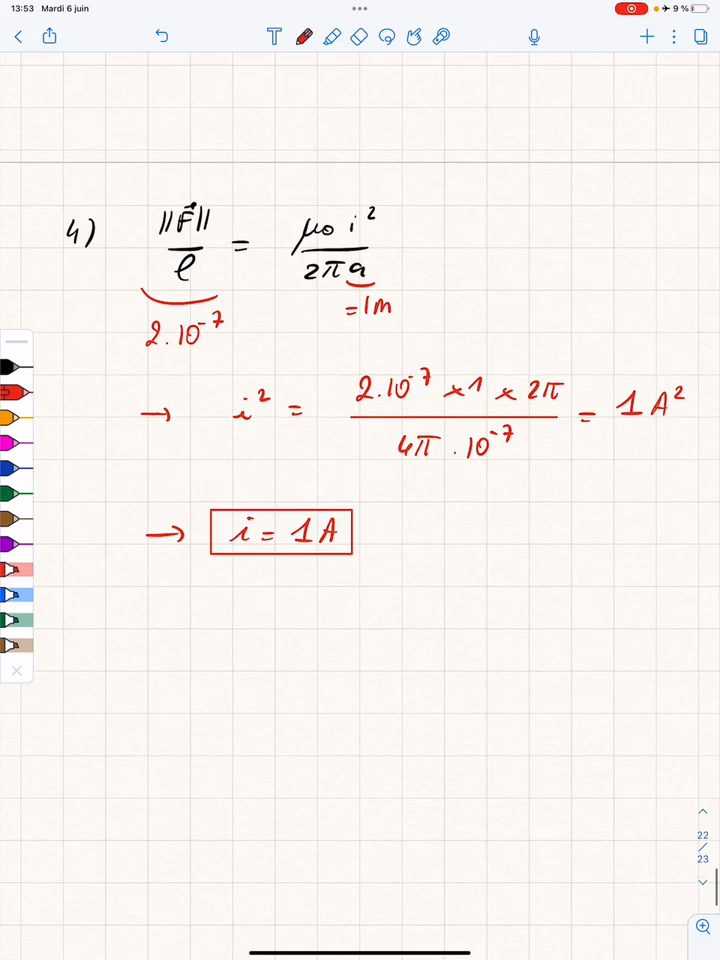 13:53 Mardi 6 juin 9 %
4) ||F⃗|| / ℓ = μ₀ i² / 2πa
2.10⁻⁷ = 1m
→ i² = 2.10⁻⁷ × 1 × 2π / 4π . 10⁻⁷ = 1 A²
→ i = 1 A
22
/
23